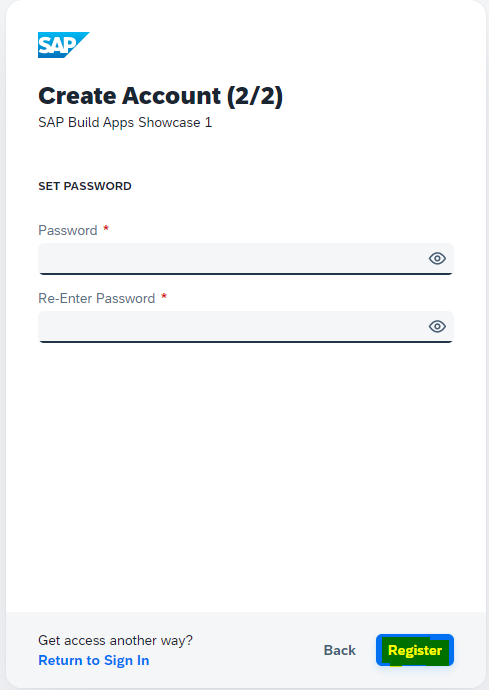 SAP
Create Account (2/2)
SAP Build Apps Showcase 1
SET PASSWORD
Password *
Re-Enter Password *
Get access another way?
Return to Sign In
Back
Register